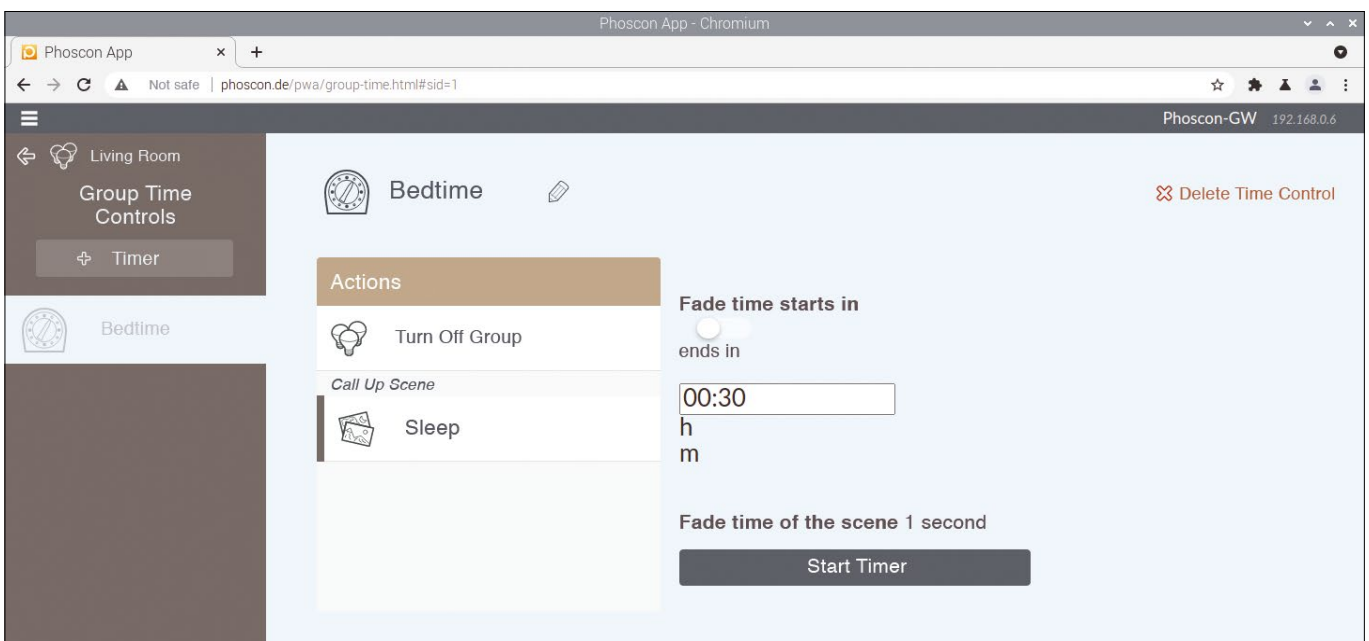 Phoscon App - Chromium
Phoscon App
Not safe | phoscon.de/pwa/group-time.html#sid=1
Phoscon-GW 192.168.0.6
Living Room
Group Time
Controls
Timer
Bedtime
Bedtime
Delete Time Control
Actions
Turn Off Group
Call Up Scene
Sleep
Fade time starts in
ends in
00:30
h
m
Fade time of the scene 1 second
Start Timer